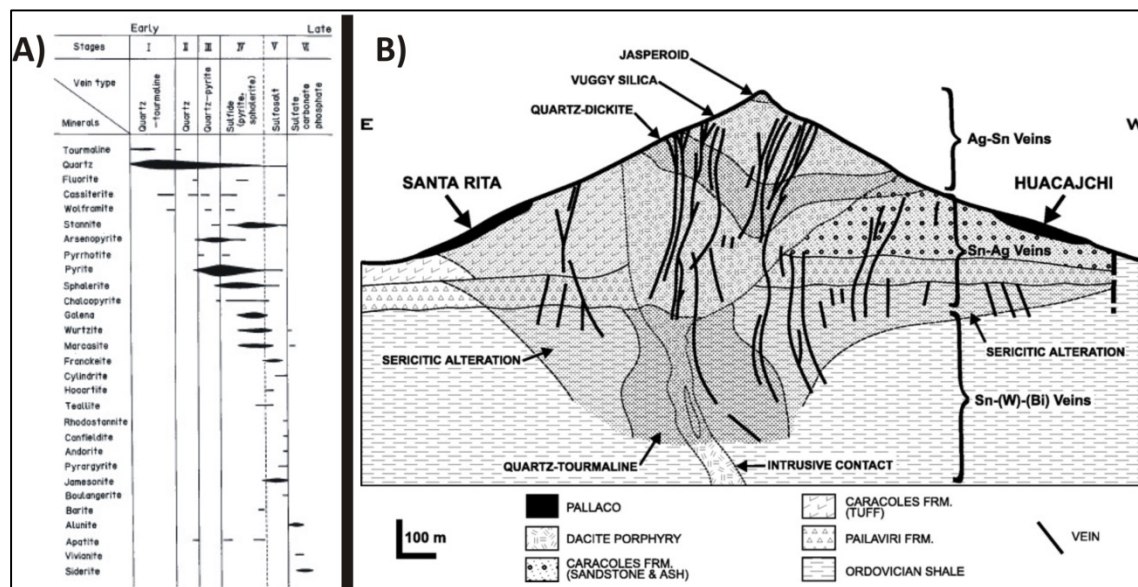 A)
Early
Late
Stages
I
II
III
IV
V
VI
Vein type
Minerals
Quartz
-tourmaline
Quartz
Quartz-pyrite
Sulfide
(pyrite,
sphalerite)
Sulfosalt
Sulfate
carbonate
phosphate
Tourmaline
Quartz
Fluorite
Cassiterite
Wolframite
Stannite
Arsenopyrite
Pyrrhotite
Pyrite
Sphalerite
Chalcopyrite
Galena
Wurtzite
Marcasite
Franckeite
Cylindrite
Hocartite
Teallite
Rhodostannite
Canfieldite
Andorite
Pyrargyrite
Jamesonite
Boulangerite
Barite
Alunite
Apatite
Vivianite
Siderite
B)
JASPEROID
VUGGY SILICA
QUARTZ-DICKITE
E
W
Ag-Sn Veins
SANTA RITA
HUACAJCHI
Sn-Ag Veins
SERICITIC ALTERATION
SERICITIC ALTERATION
Sn-(W)-(Bi) Veins
QUARTZ-TOURMALINE
INTRUSIVE CONTACT
100 m
PALLACO
DACITE PORPHYRY
CARACOLES FRM.
(SANDSTONE & ASH)
CARACOLES FRM.
(TUFF)
PAILAVIRI FRM.
ORDOVICIAN SHALE
VEIN